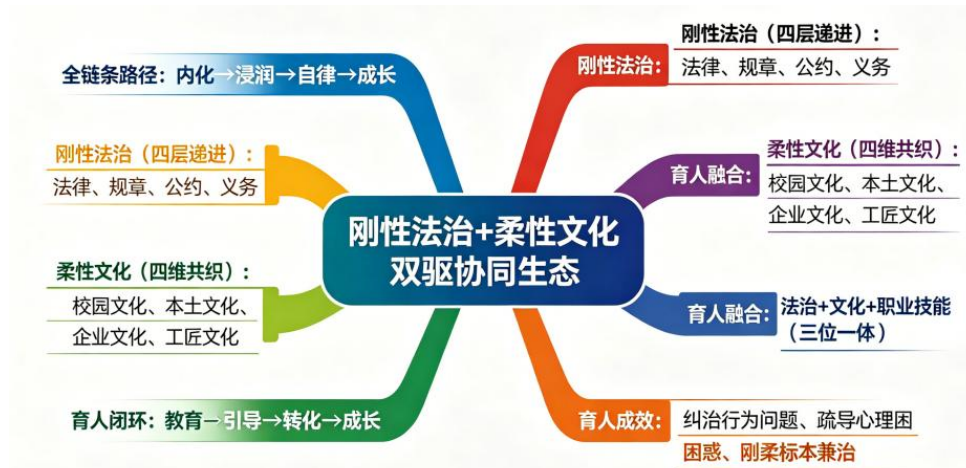 全链条路径：内化→浸润→自律→成长
刚性法治（四层递进）：
法律、规章、公约、义务
柔性文化（四维共织）：
校园文化、本土文化、
企业文化、工匠文化
育人闭环：教育→引导→转化→成长
刚性法治+柔性文化
双驱协同生态
刚性法治：
刚性法治（四层递进）：
法律、规章、公约、义务
育人融合：
柔性文化（四维共织）：
校园文化、本土文化、
企业文化、工匠文化
育人融合：
法治+文化+职业技能
（三位一体）
育人成效：
纠治行为问题、疏导心理困
困惑、刚柔标本兼治